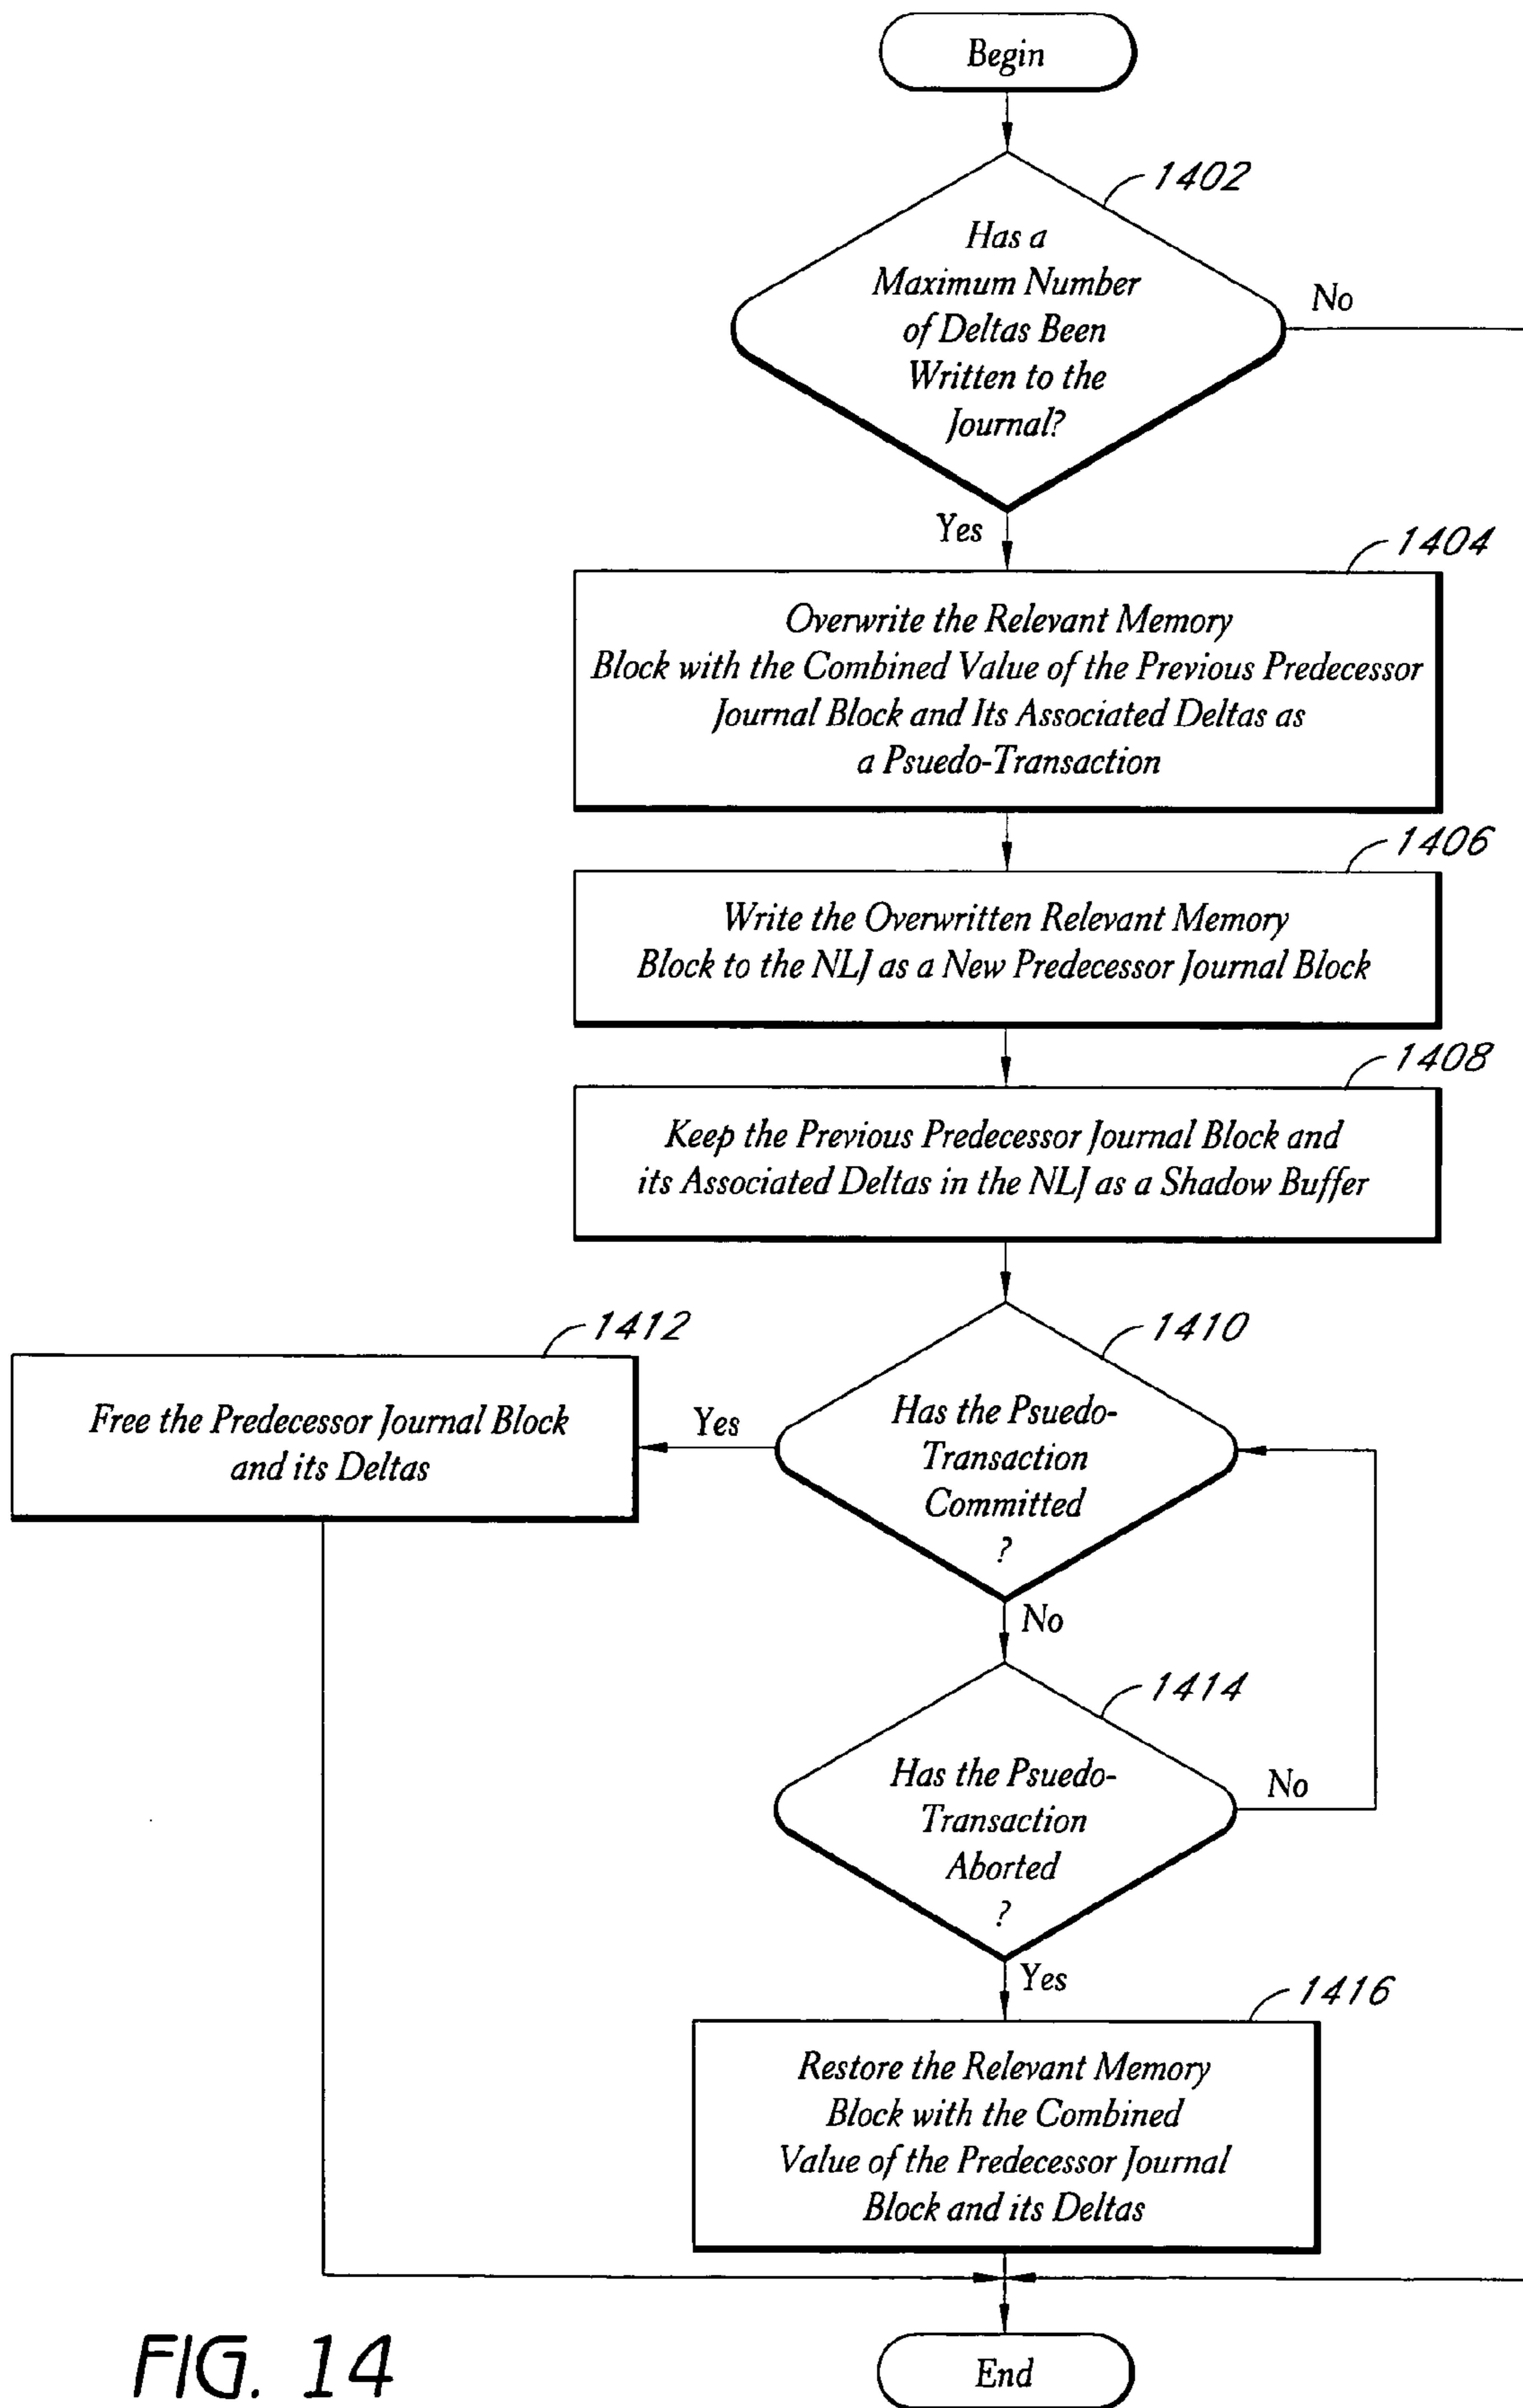 Begin
1402
Has a
Maximum Number
of Deltas Been
Written to the
Journal?
No
Yes
1404
Overwrite the Relevant Memory
Block with the Combined Value of the Previous Predecessor
Journal Block and Its Associated Deltas as
a Psuedo-Transaction
1406
Write the Overwritten Relevant Memory
Block to the NLJ as a New Predecessor Journal Block
1408
Keep the Previous Predecessor Journal Block and
its Associated Deltas in the NLJ as a Shadow Buffer
1412
Free the Predecessor Journal Block
and its Deltas
Yes
1410
Has the Psuedo-
Transaction
Committed
?
No
1414
Has the Psuedo-
Transaction
Aborted
?
No
Yes
1416
Restore the Relevant Memory
Block with the Combined
Value of the Predecessor Journal
Block and its Deltas
End
FIG. 14